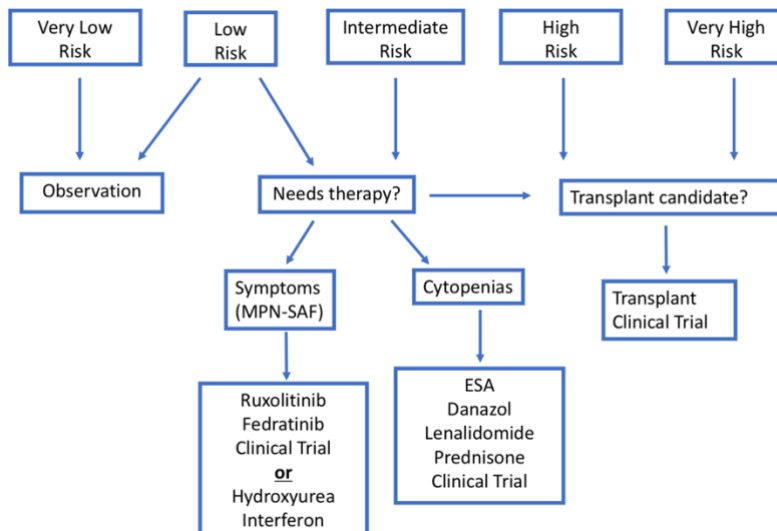 Very Low
Risk
Low
Risk
Intermediate
Risk
High
Risk
Very High
Risk
Observation
Needs therapy?
Transplant candidate?
Symptoms
(MPN-SAF)
Cytopenias
Transplant
Clinical Trial
Ruxolitinib
Fedratinib
Clinical Trial
or
Hydroxyurea
Interferon
ESA
Danazol
Lenalidomide
Prednisone
Clinical Trial